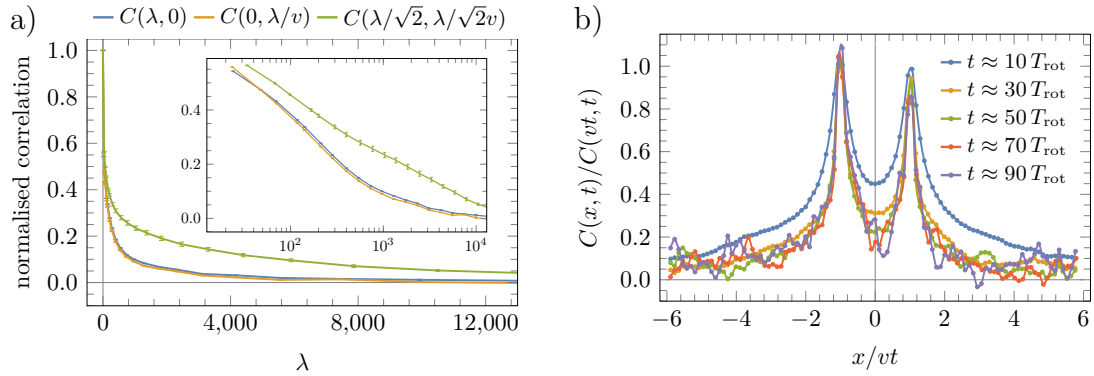 a)
C(λ, 0) C(0, λ/v) C(λ/√2, λ/√2v)
normalised correlation
1.0
0.8
0.6
0.4
0.2
0.0
0 4,000 8,000 12,000
λ
0.4
0.2
0.0
10² 10³ 10⁴
b)
C(x, t)/C(vt, t)
1.0
0.8
0.6
0.4
0.2
0.0
−6 −4 −2 0 2 4 6
x/vt
t ≈ 10 T_rot
t ≈ 30 T_rot
t ≈ 50 T_rot
t ≈ 70 T_rot
t ≈ 90 T_rot